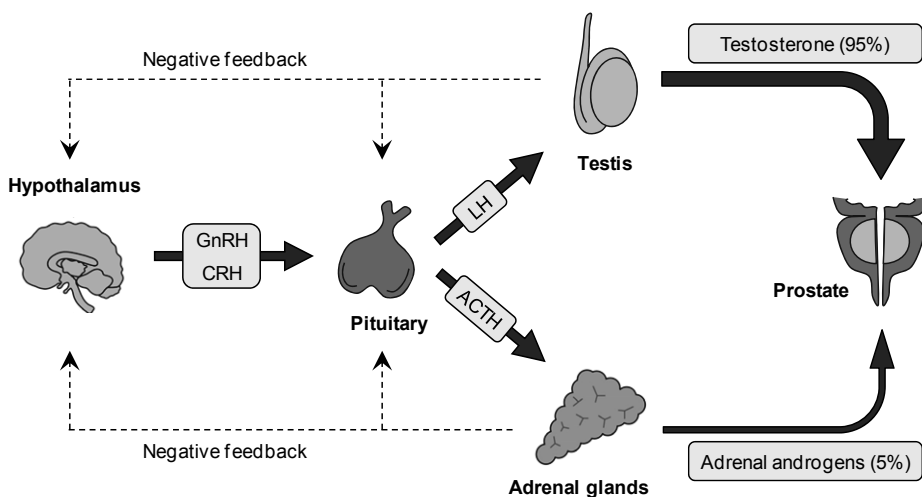 Negative feedback
Testosterone (95%)
Testis
Hypothalamus
LH
GnRH
CRH
Prostate
Pituitary
ACTH
Negative feedback
Adrenal androgens (5%)
Adrenal glands